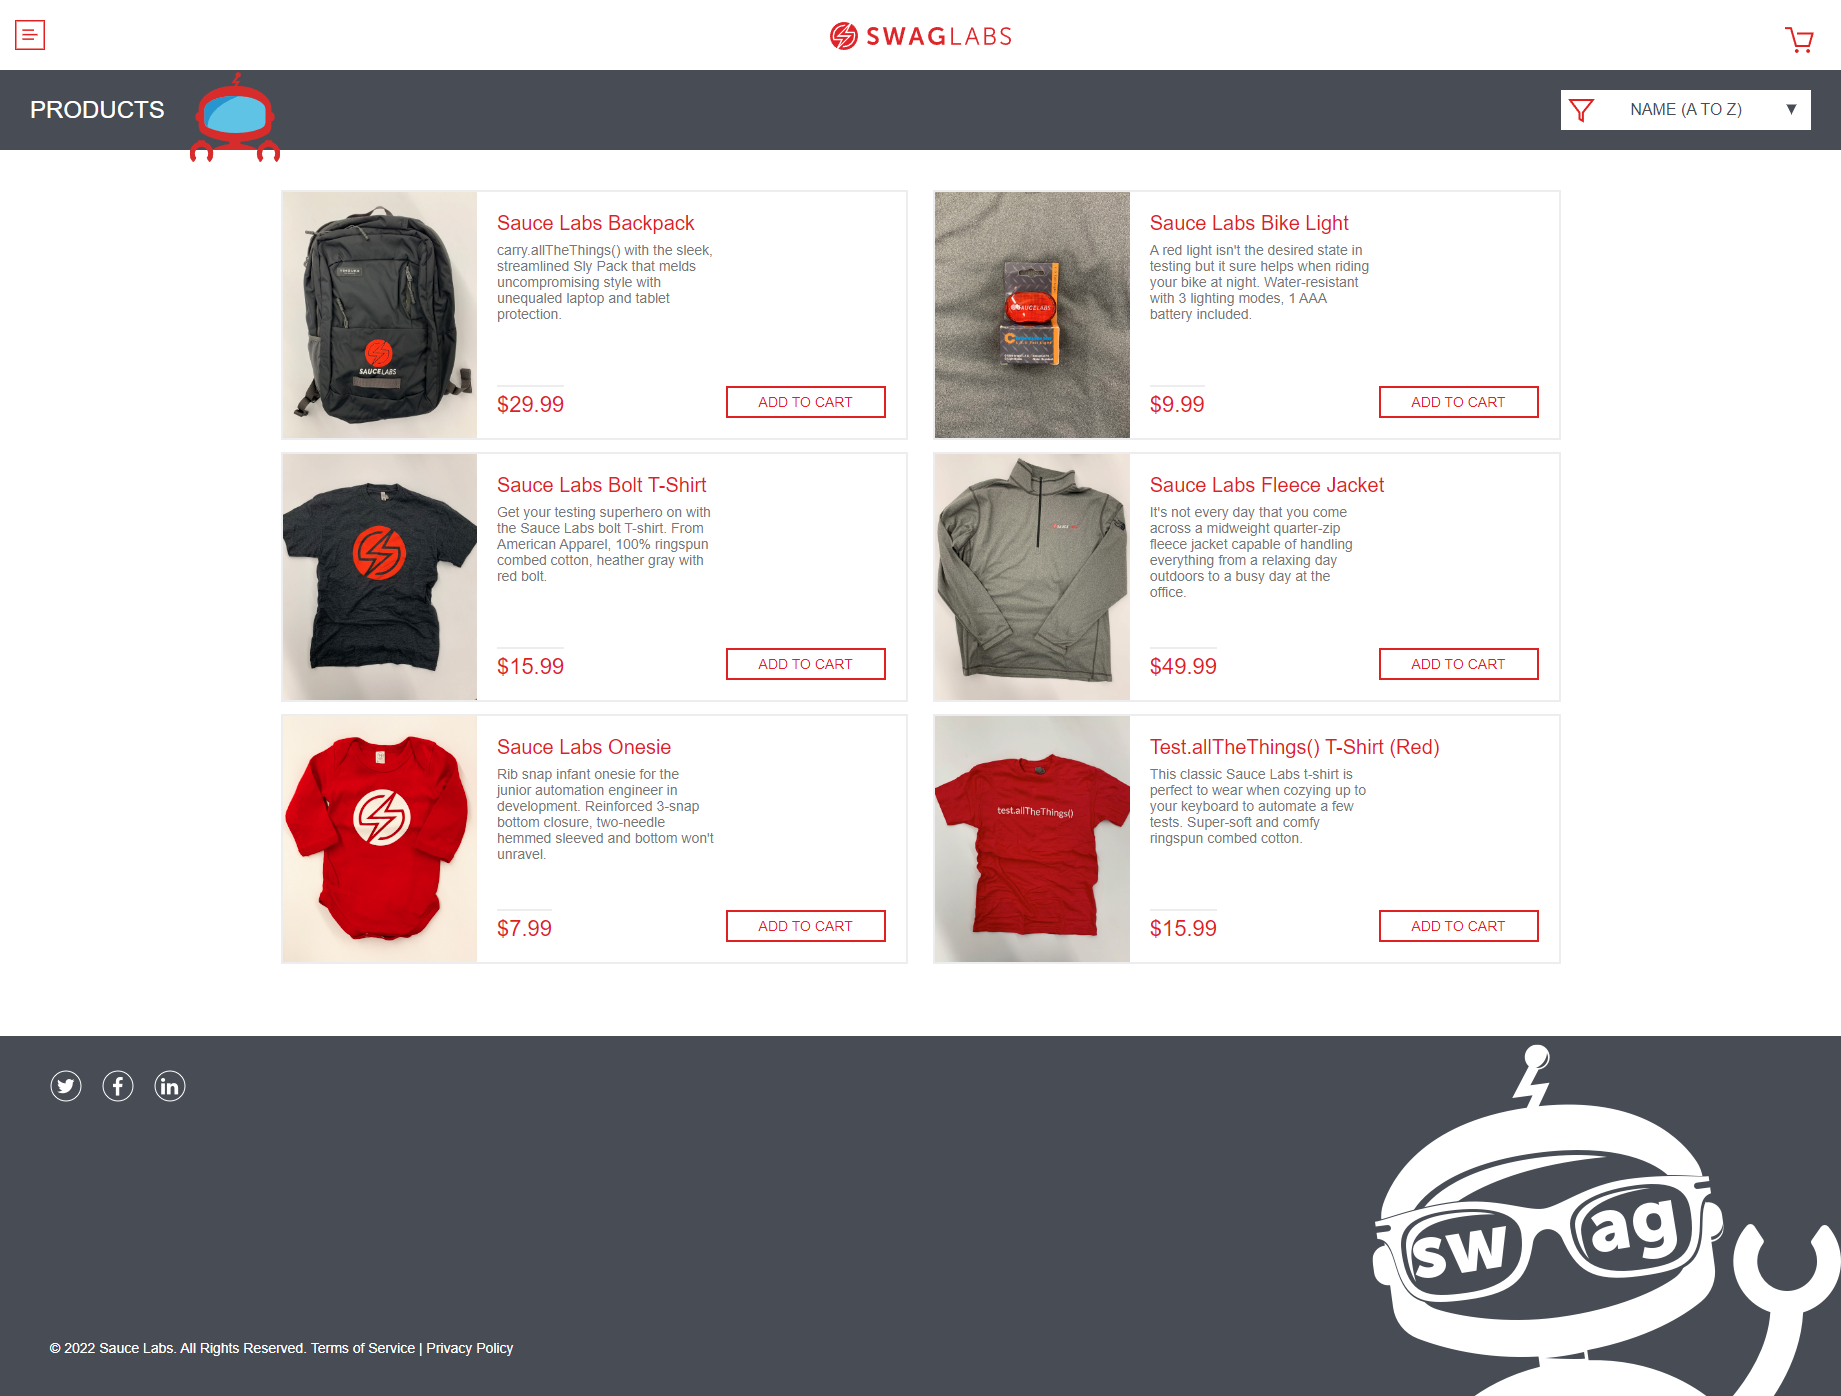 SWAGLABS
PRODUCTS
NAME (A TO Z)
Sauce Labs Backpack
carry.allTheThings() with the sleek,
streamlined Sly Pack that melds
uncompromising style with
unequaled laptop and tablet
protection.
$29.99
ADD TO CART
SAUCELABS
Sauce Labs Bike Light
A red light isn't the desired state in
testing but it sure helps when riding
your bike at night. Water-resistant
with 3 lighting modes, 1 AAA
battery included.
$9.99
ADD TO CART
SAUCELABS
Sauce Labs Bolt T-Shirt
Get your testing superhero on with
the Sauce Labs bolt T-shirt. From
American Apparel, 100% ringspun
combed cotton, heather gray with
red bolt.
$15.99
ADD TO CART
Sauce Labs Fleece Jacket
It's not every day that you come
across a midweight quarter-zip
fleece jacket capable of handling
everything from a relaxing day
outdoors to a busy day at the
office.
$49.99
ADD TO CART
Sauce Labs Onesie
Rib snap infant onesie for the
junior automation engineer in
development. Reinforced 3-snap
bottom closure, two-needle
hemmed sleeved and bottom won't
unravel.
$7.99
ADD TO CART
test.allTheThings()
Test.allTheThings() T-Shirt (Red)
This classic Sauce Labs t-shirt is
perfect to wear when cozying up to
your keyboard to automate a few
tests. Super-soft and comfy
ringspun combed cotton.
$15.99
ADD TO CART
swag
© 2022 Sauce Labs. All Rights Reserved. Terms of Service | Privacy Policy